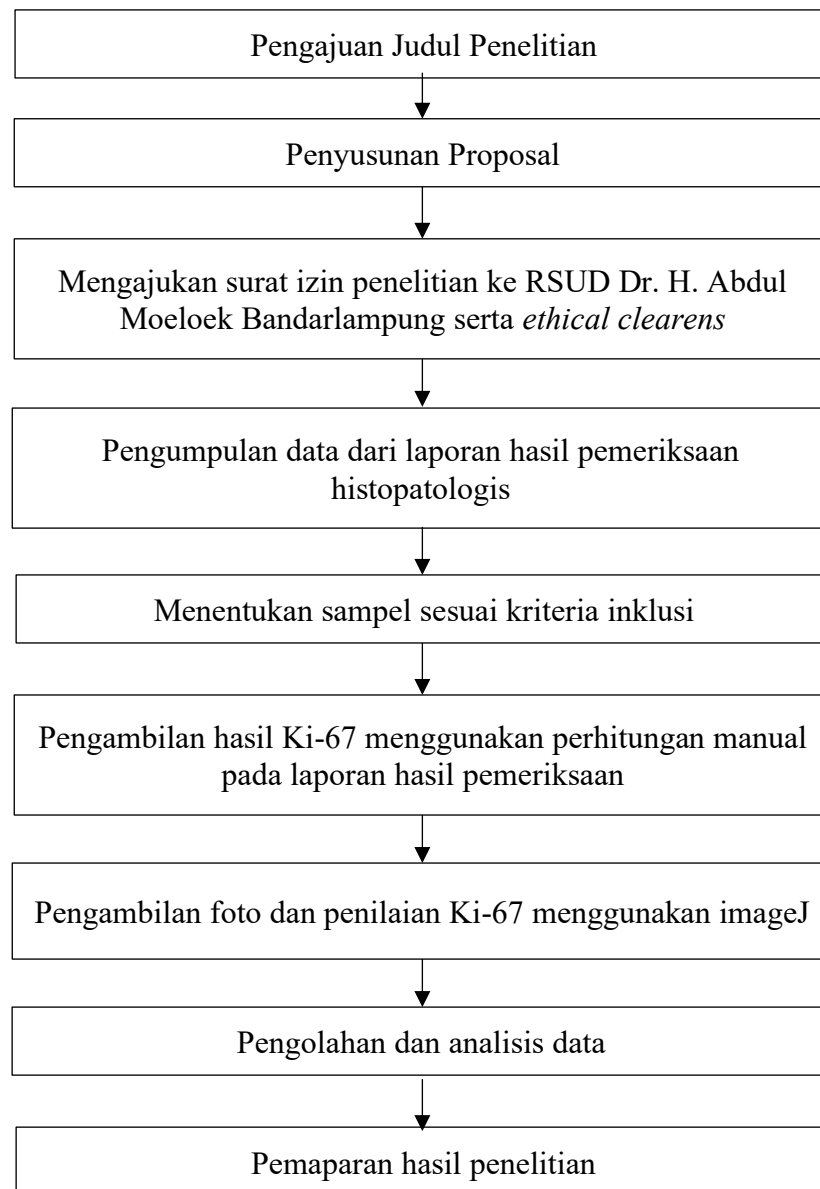 Pengajuan Judul Penelitian
Penyusunan Proposal
Mengajukan surat izin penelitian ke RSUD Dr. H. Abdul
Moeloek Bandarlampung serta ethical clearens
Pengumpulan data dari laporan hasil pemeriksaan
histopatologis
Menentukan sampel sesuai kriteria inklusi
Pengambilan hasil Ki-67 menggunakan perhitungan manual
pada laporan hasil pemeriksaan
Pengambilan foto dan penilaian Ki-67 menggunakan imageJ
Pengolahan dan analisis data
Pemaparan hasil penelitian